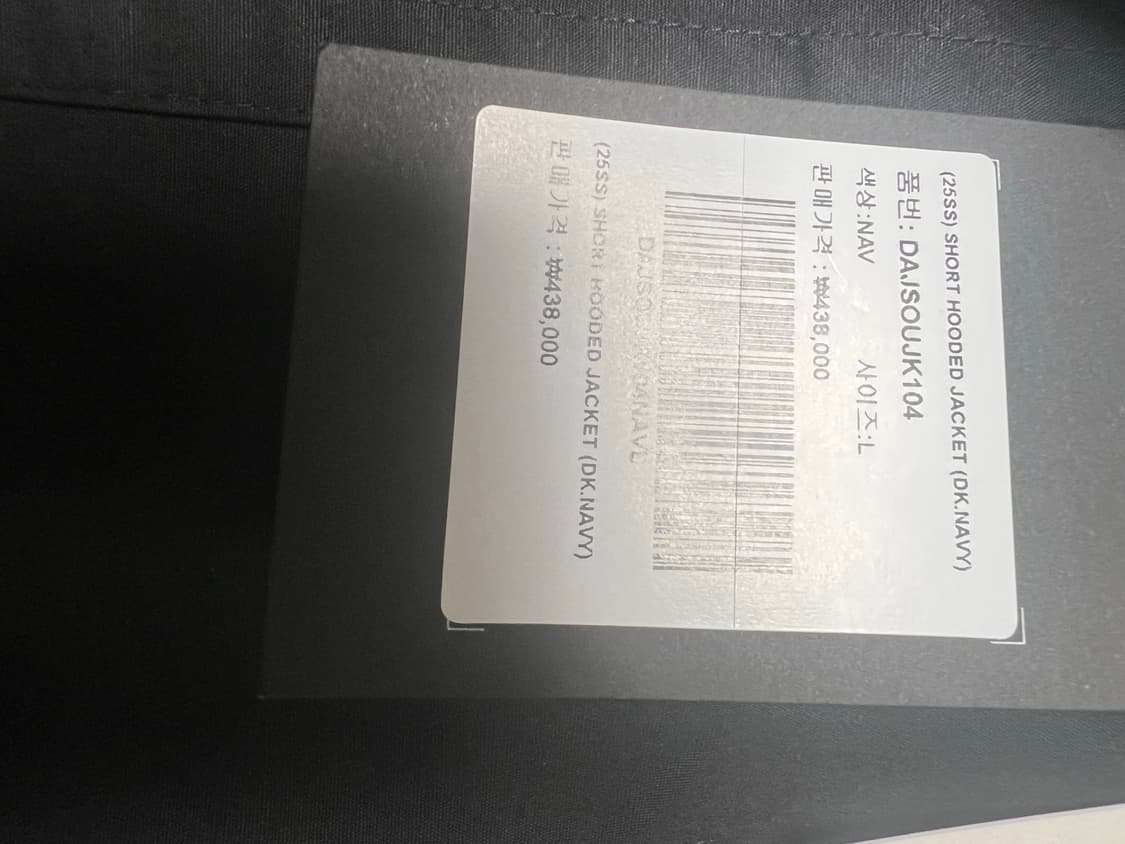 (25SS) SHORT HOODED JACKET (DK.NAVY)
품번: DAJSOUJK104
색상:NAV 사이즈:L
판매가격 : ₩438,000
DAJSOUJK104NAVL
(25SS) SHORT HOODED JACKET (DK.NAVY)
판매가격 : ₩438,000